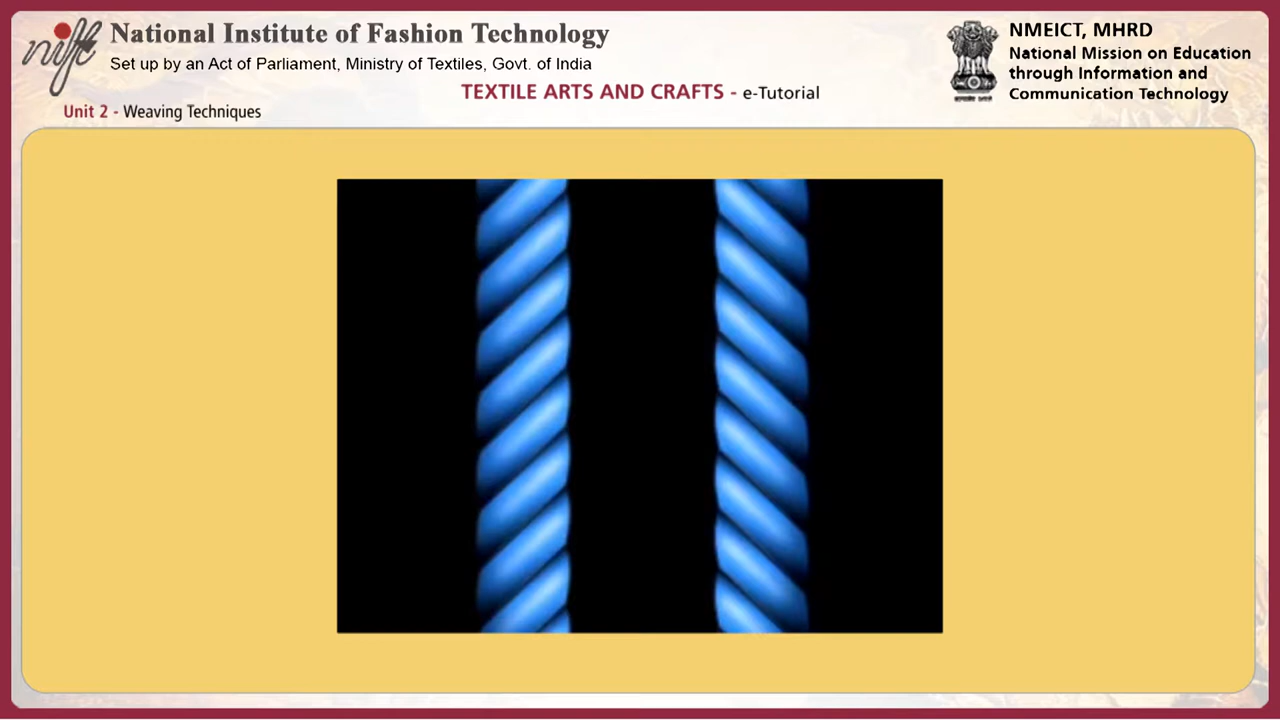 nift
National Institute of Fashion Technology
Set up by an Act of Parliament, Ministry of Textiles, Govt. of India
NMEICT, MHRD
National Mission on Education
through Information and
Communication Technology
TEXTILE ARTS AND CRAFTS - e-Tutorial
Unit 2 - Weaving Techniques